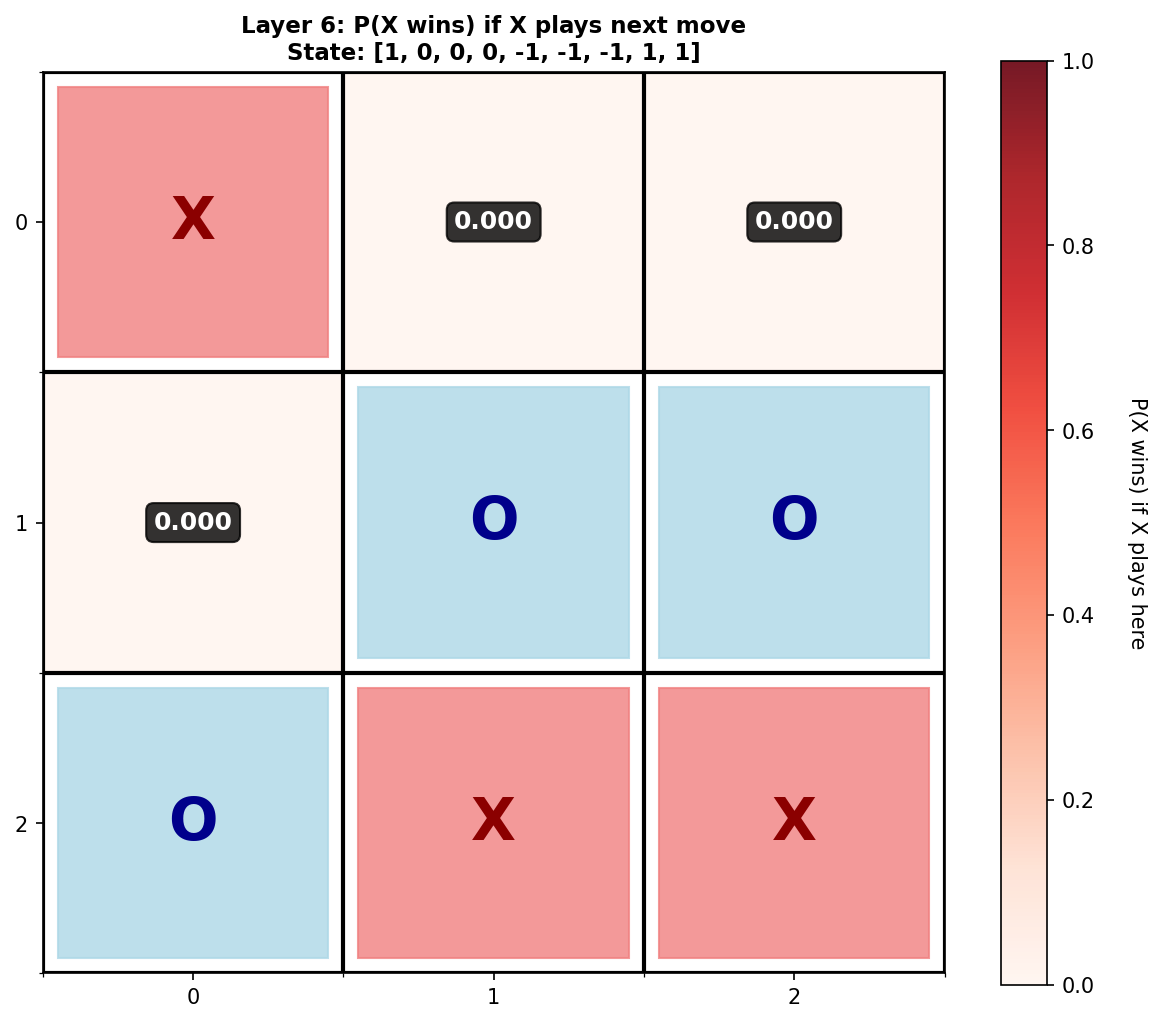 Layer 6: P(X wins) if X plays next move
State: [1, 0, 0, 0, -1, -1, -1, 1, 1]
0
X
0.000
0.000
1
0.000
O
O
2
O
X
X
0
1
2
1.0
0.8
0.6
0.4
0.2
0.0
P(X wins) if X plays here